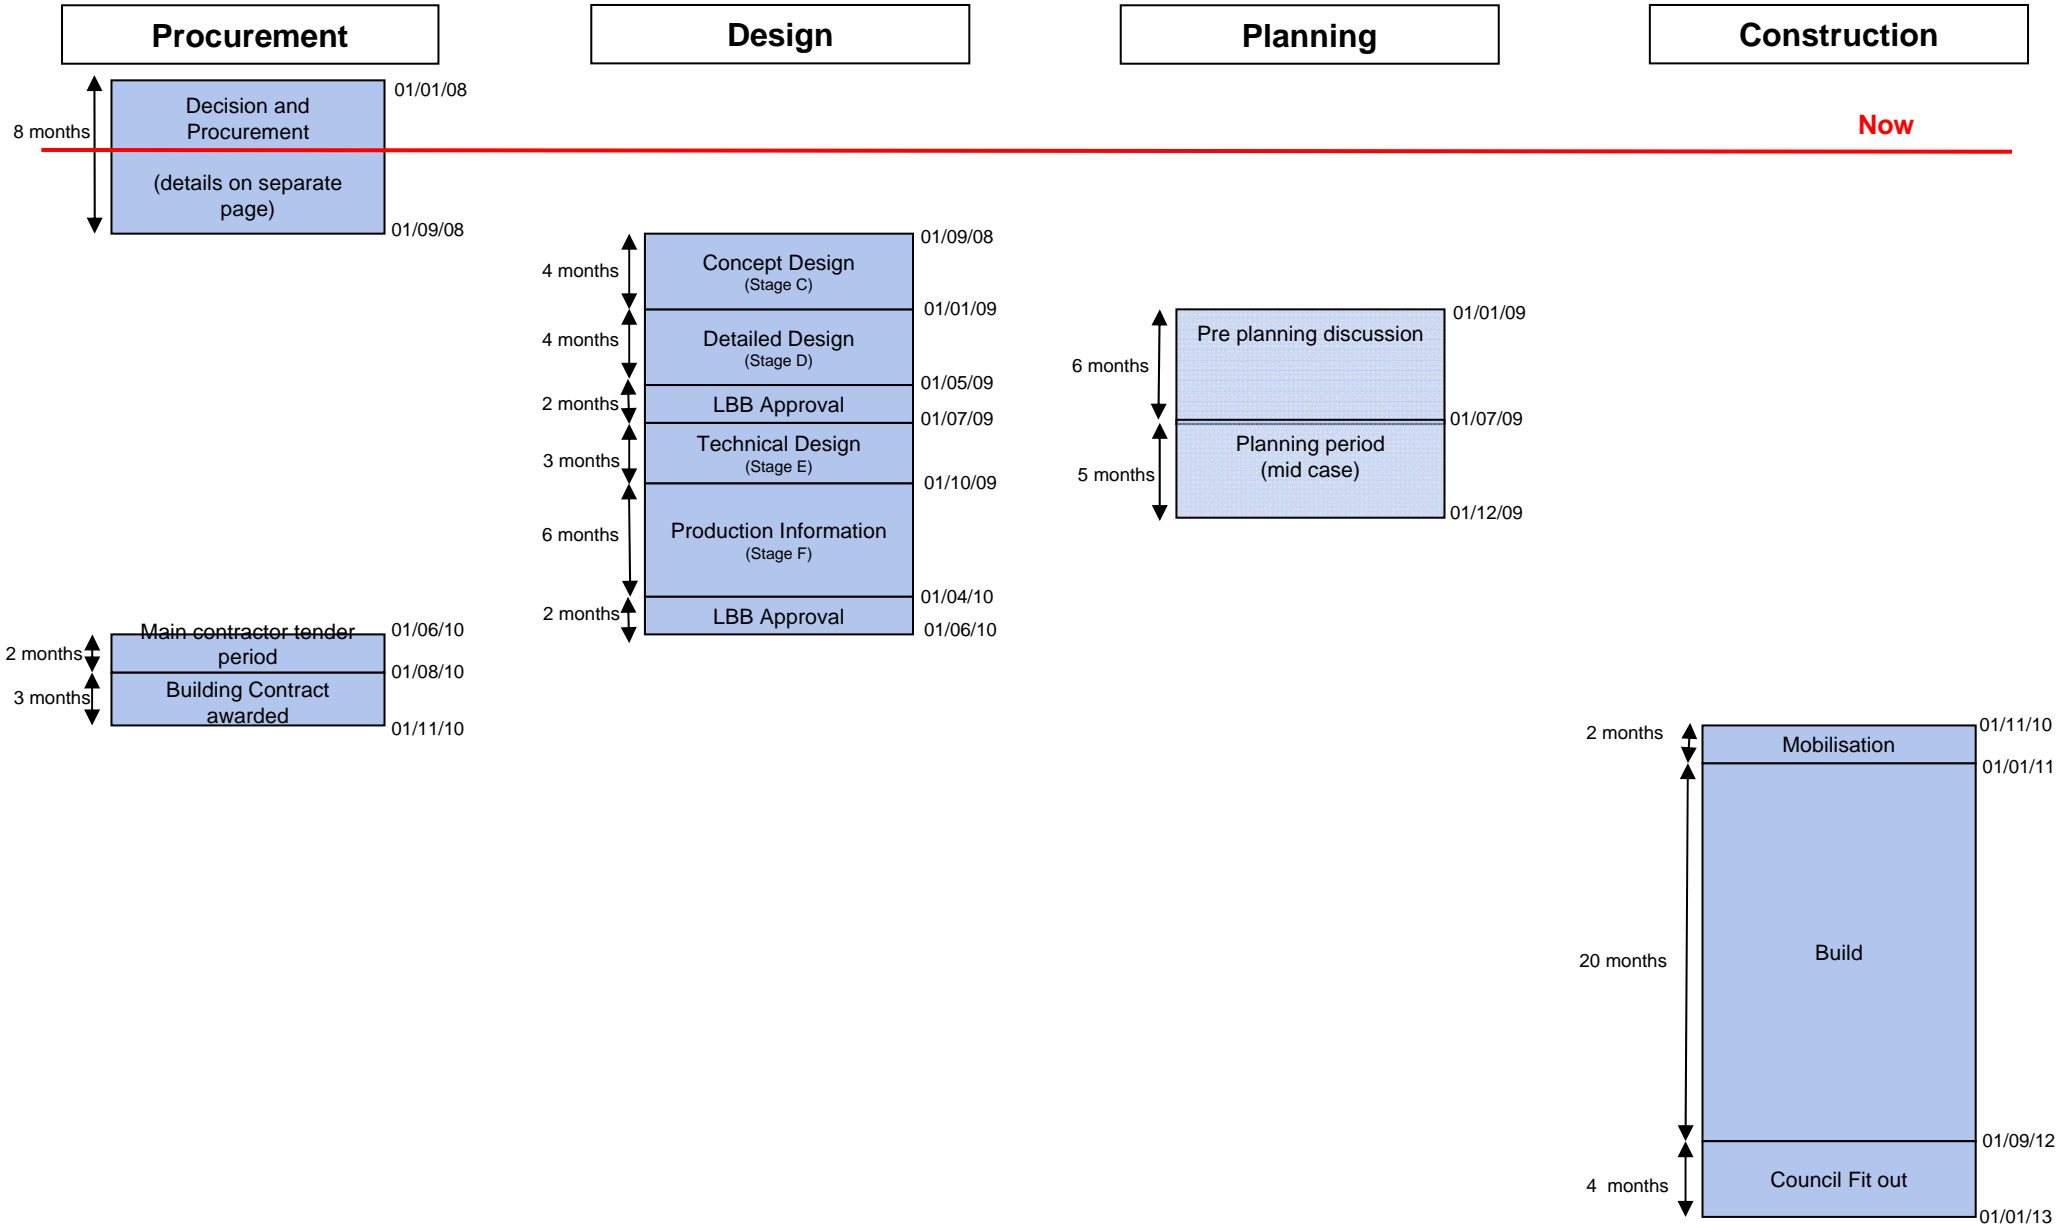 Procurement
Design
Planning
Construction
01/01/08
Decision and
Procurement
8 months
Now
(details on separate
page)
01/09/08
01/09/08
4 months
Concept Design
(Stage C)
01/01/09
01/01/09
4 months
Detailed Design
(Stage D)
Pre planning discussion
6 months
01/05/09
2 months
LBB Approval
01/07/09
01/07/09
3 months
Technical Design
(Stage E)
Planning period
(mid case)
5 months
01/10/09
01/12/09
6 months
Production Information
(Stage F)
01/04/10
2 months
LBB Approval
01/06/10
Main contractor tender
period
01/06/10
2 months
01/08/10
3 months
Building Contract
awarded
01/11/10
01/11/10
2 months
Mobilisation
01/01/11
20 months
Build
01/09/12
4 months
Council Fit out
01/01/13